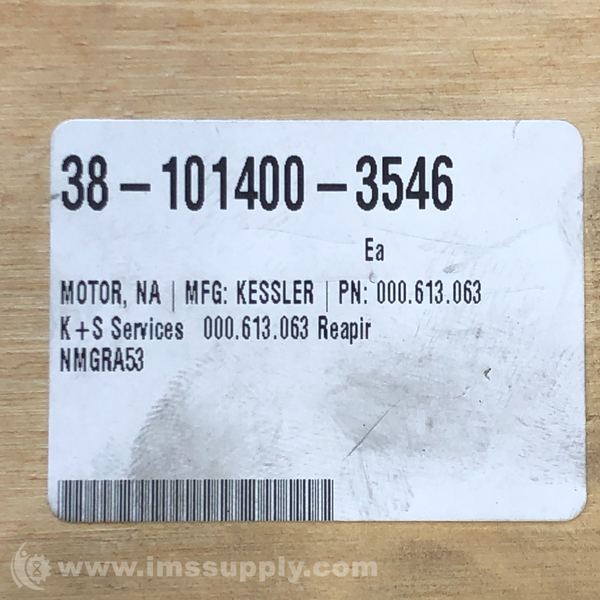 38-101400-3546
Ea
MOTOR, NA | MFG: KESSLER | PN: 000.613.063
K+S Services 000.613.063 Reapir
NMGRA53
www.imssupply.com